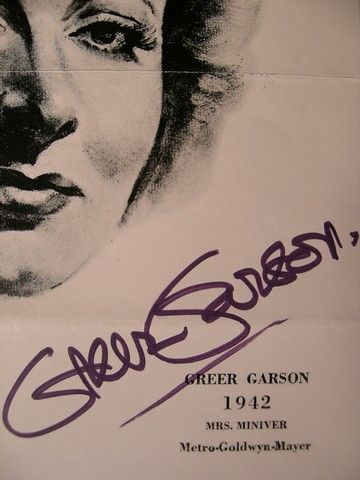 Greer Garson
GREER GARSON
1942
MRS. MINIVER
Metro-Goldwyn-Mayer